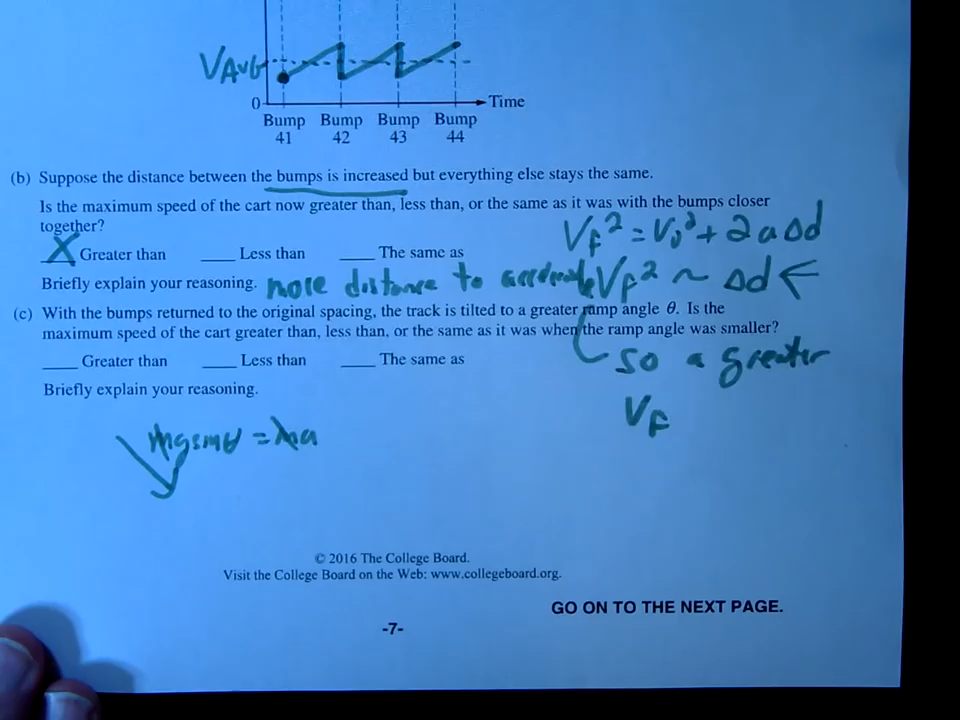 VAVG
0
Time
Bump Bump Bump Bump
41 42 43 44
(b) Suppose the distance between the bumps is increased but everything else stays the same.
Is the maximum speed of the cart now greater than, less than, or the same as it was with the bumps closer
together?
VF² = V0² + 2aΔd
X Greater than ___ Less than ___ The same as
Briefly explain your reasoning. more distance to accelerate VF² ~ Δd ←
(c) With the bumps returned to the original spacing, the track is tilted to a greater ramp angle θ. Is the
maximum speed of the cart greater than, less than, or the same as it was when the ramp angle was smaller?
so a greater
VF
___ Greater than ___ Less than ___ The same as
Briefly explain your reasoning.
mgsinθ = ma
© 2016 The College Board.
Visit the College Board on the Web: www.collegeboard.org.
GO ON TO THE NEXT PAGE.
-7-